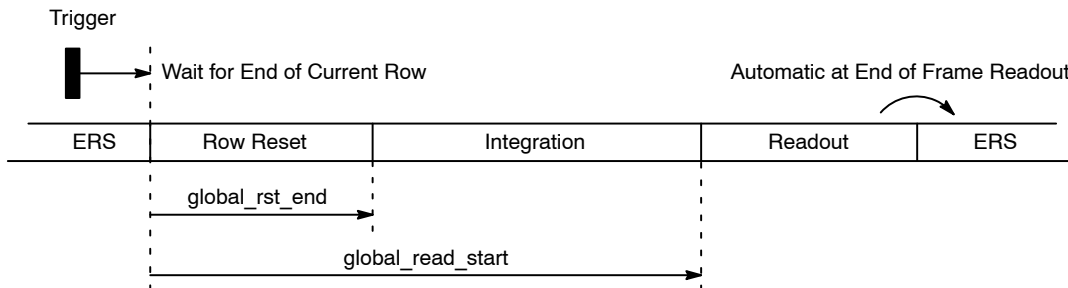 Trigger
Wait for End of Current Row
Automatic at End of Frame Readout
ERS
Row Reset
Integration
Readout
ERS
global_rst_end
global_read_start